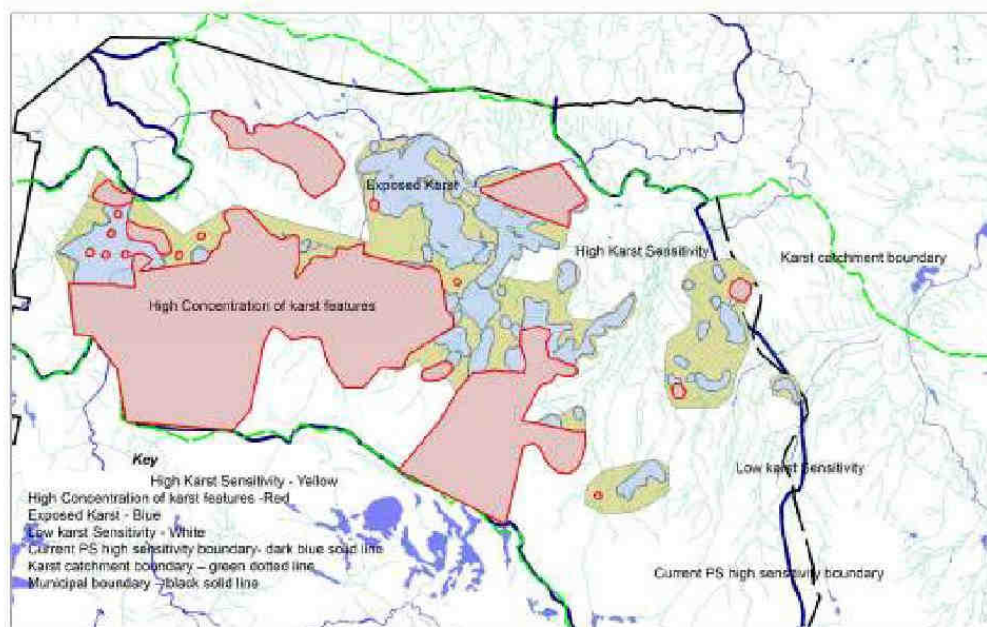 Exposed Karst
High Karst Sensitivity
Karst catchment boundary
High Concentration of karst features
Low karst Sensitivity
Current PS high sensitivity boundary
Key
High Karst Sensitivity - Yellow
High Concentration of karst features -Red
Exposed Karst - Blue
Low karst Sensitivity - White
Current PS high sensitivity boundary- dark blue solid line
Karst catchment boundary – green dotted line
Municipal boundary – black solid line